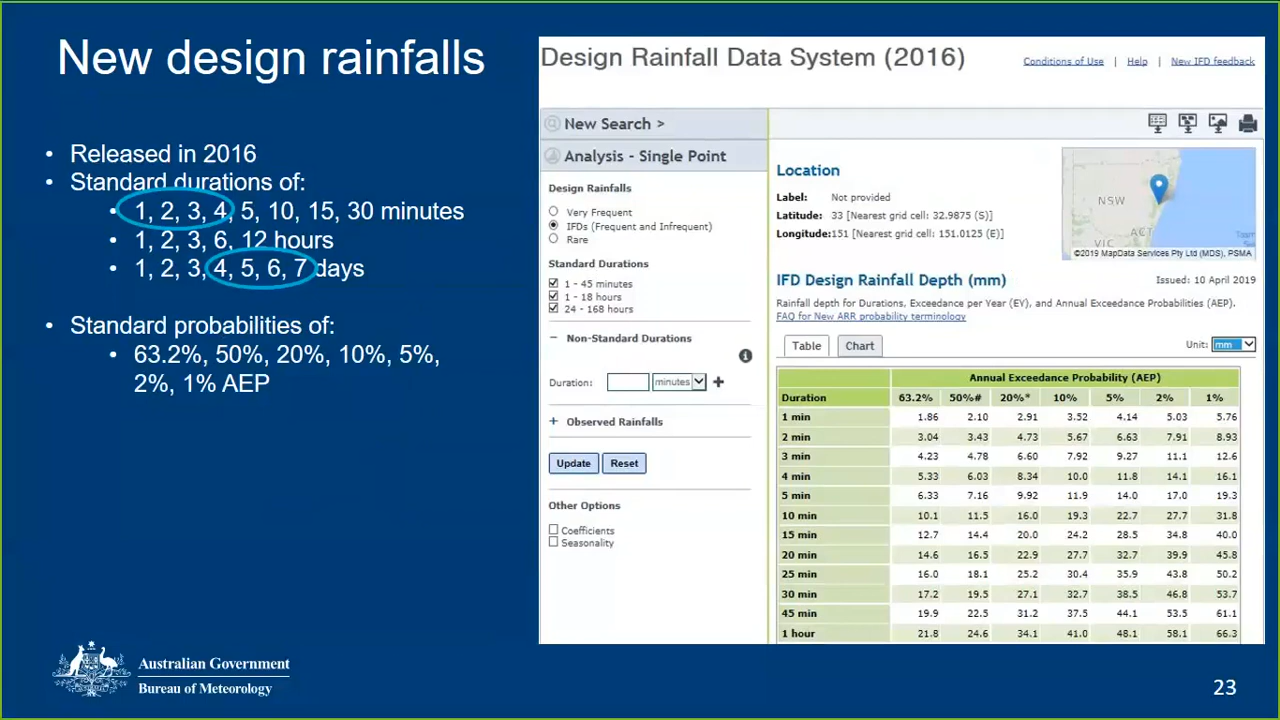 New design rainfalls
• Released in 2016
• Standard durations of:
• 1, 2, 3, 4, 5, 10, 15, 30 minutes
• 1, 2, 3, 6, 12 hours
• 1, 2, 3, 4, 5, 6, 7 days
• Standard probabilities of:
• 63.2%, 50%, 20%, 10%, 5%,
2%, 1% AEP
Australian Government
Bureau of Meteorology
Design Rainfall Data System (2016)
Conditions of Use | Help | New IFD feedback
New Search >
Analysis - Single Point
Design Rainfalls
Very Frequent
IFDs (Frequent and Infrequent)
Rare
Standard Durations
1 - 45 minutes
1 - 18 hours
24 - 168 hours
− Non-Standard Durations
Duration: minutes +
+ Observed Rainfalls
Update Reset
Other Options
Coefficients
Seasonality
Location
Label: Not provided
Latitude: 33 [Nearest grid cell: 32.9875 (S)]
Longitude: 151 [Nearest grid cell: 151.0125 (E)]
NSW
ACT
VIC
©2019 MapData Services Pty Ltd (MDS), PSMA
IFD Design Rainfall Depth (mm)
Issued: 10 April 2019
Rainfall depth for Durations, Exceedance per Year (EY), and Annual Exceedance Probabilities (AEP).
FAQ for New ARR probability terminology
Table Chart Unit: mm
Annual Exceedance Probability (AEP)
Duration 63.2% 50%# 20%* 10% 5% 2% 1%
1 min 1.86 2.10 2.91 3.52 4.14 5.03 5.76
2 min 3.04 3.43 4.73 5.67 6.63 7.91 8.93
3 min 4.23 4.78 6.60 7.92 9.27 11.1 12.6
4 min 5.33 6.03 8.34 10.0 11.8 14.1 16.1
5 min 6.33 7.16 9.92 11.9 14.0 17.0 19.3
10 min 10.1 11.5 16.0 19.3 22.7 27.7 31.8
15 min 12.7 14.4 20.0 24.2 28.5 34.8 40.0
20 min 14.6 16.5 22.9 27.7 32.7 39.9 45.8
25 min 16.0 18.1 25.2 30.4 35.9 43.8 50.2
30 min 17.2 19.5 27.1 32.7 38.5 46.8 53.7
45 min 19.9 22.5 31.2 37.5 44.1 53.5 61.1
1 hour 21.8 24.6 34.1 41.0 48.1 58.1 66.3
23